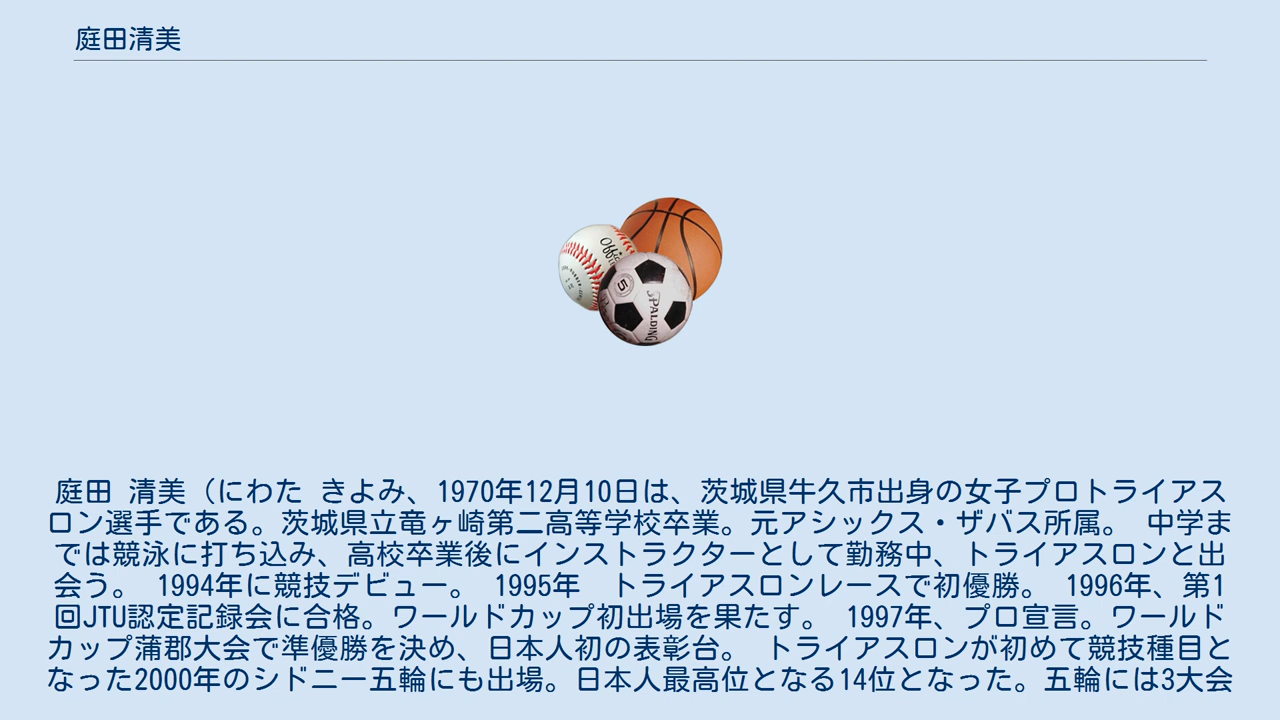 庭田清美
Offic
5
SPALDING
庭田 清美（にわた きよみ、1970年12月10日は、茨城県牛久市出身の女子プロトライアス
ロン選手である。茨城県立竜ヶ崎第二高等学校卒業。元アシックス・ザバス所属。 中学ま
では競泳に打ち込み、高校卒業後にインストラクターとして勤務中、トライアスロンと出
会う。 1994年に競技デビュー。 1995年　トライアスロンレースで初優勝。 1996年、第1
回JTU認定記録会に合格。ワールドカップ初出場を果たす。 1997年、プロ宣言。ワールド
カップ蒲郡大会で準優勝を決め、日本人初の表彰台。 トライアスロンが初めて競技種目と
なった2000年のシドニー五輪にも出場。日本人最高位となる14位となった。五輪には3大会